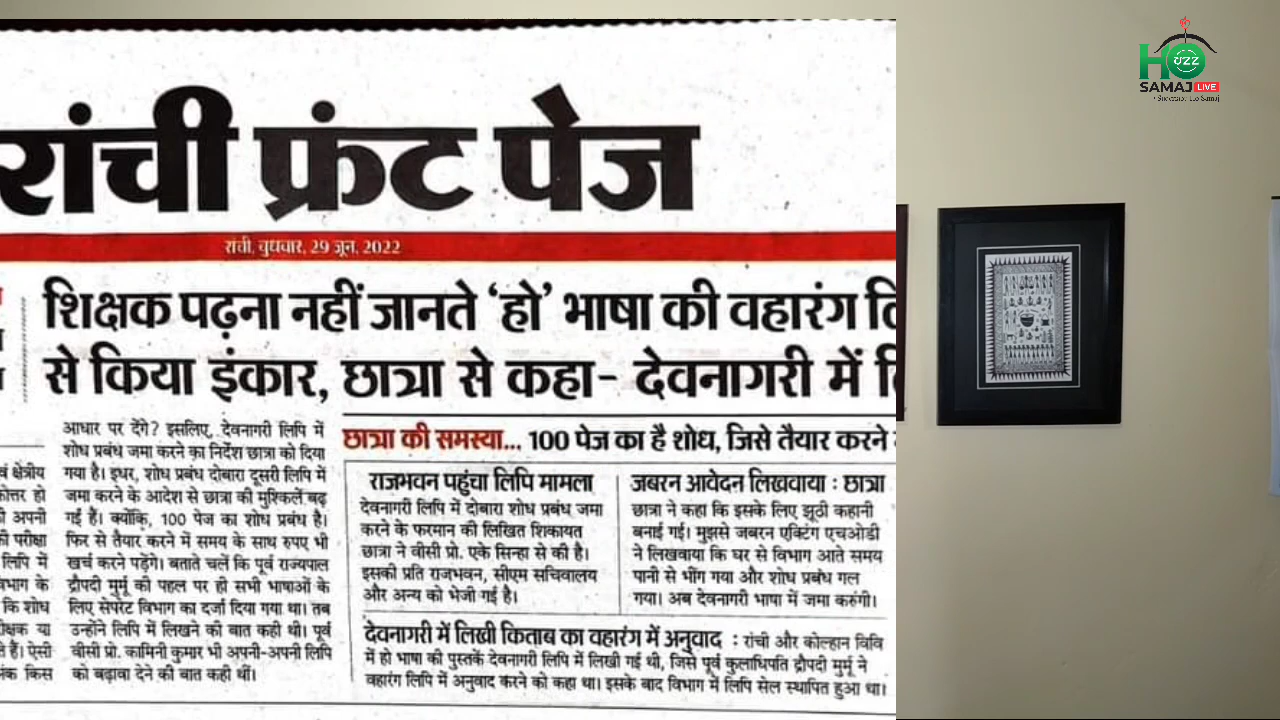 रांची फ्रंट पेज
रांची, बुधवार, 29 जून, 2022
शिक्षक पढ़ना नहीं जानते ‘हो’ भाषा की वहारंग
से किया इंकार, छात्रा से कहा- देवनागरी में
आधार पर देंगे? इसलिए, देवनागरी लिपि में
शोध प्रबंध जमा करने का निर्देश छात्रा को दिया
गया है। इधर, शोध प्रबंध दोबारा दूसरी लिपि में
जमा करने के आदेश से छात्रा की मुश्किलें बढ़
गई हैं। क्योंकि, 100 पेज का शोध प्रबंध है।
फिर से तैयार करने में समय के साथ रुपए भी
खर्च करने पड़ेंगे। बताते चलें कि पूर्व राज्यपाल
द्रौपदी मुर्मू की पहल पर ही सभी भाषाओं के
लिए सेपरेट विभाग का दर्जा दिया गया था। तब
उन्होंने लिपि में लिखने की बात कही थी। पूर्व
वीसी प्रो. कामिनी कुमार भी अपनी-अपनी लिपि
को बढ़ावा देने की बात कही थीं।
छात्रा की समस्या... 100 पेज का है शोध, जिसे तैयार करने
राजभवन पहुंचा लिपि मामला
देवनागरी लिपि में दोबारा शोध प्रबंध जमा
करने के फरमान की लिखित शिकायत
छात्रा ने वीसी प्रो. एके सिन्हा से की है।
इसकी प्रति राजभवन, सीएम सचिवालय
और अन्य को भेजी गई है।
जबरन आवेदन लिखवाया : छात्रा
छात्रा ने कहा कि इसके लिए झूठी कहानी
बनाई गई। मुझसे जबरन एक्टिंग एचओडी
ने लिखवाया कि घर से विभाग आते समय
पानी से भींग गया और शोध प्रबंध गल
गया। अब देवनागरी भाषा में जमा करुंगी।
देवनागरी में लिखी किताब का वहारंग में अनुवाद : रांची और कोल्हान विवि
में हो भाषा की पुस्तकें देवनागरी लिपि में लिखी गई थी, जिसे पूर्व कुलाधिपति द्रौपदी मुर्मू ने
वहारंग लिपि में अनुवाद करने को कहा था। इसके बाद विभाग में लिपि सेल स्थापित हुआ था।
क्षेत्रीय
हो
अपनी
परीक्षा
लिपि में
के
कि शोध
या
हैं। ऐसी
किस
HO
SAMAJ LIVE